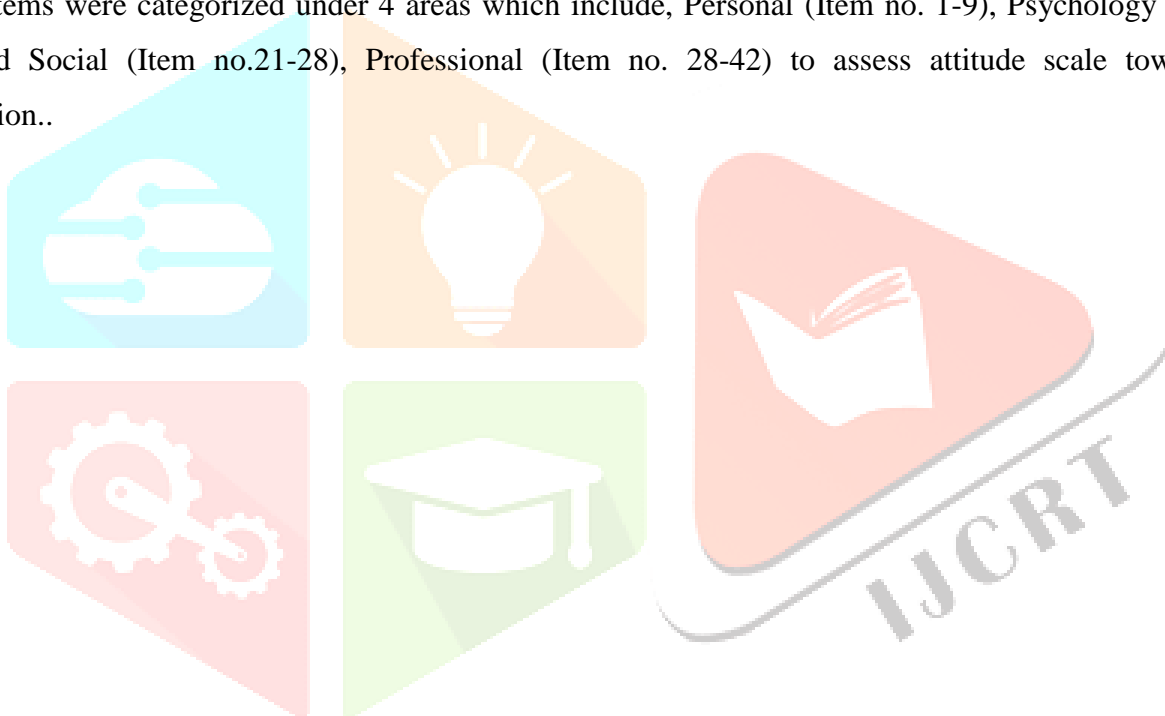 tems were categorized under 4 areas which include, Personal (Item no. 1-9), Psychology
d Social (Item no.21-28), Professional (Item no. 28-42) to assess attitude scale tow
ion..
IJCRT